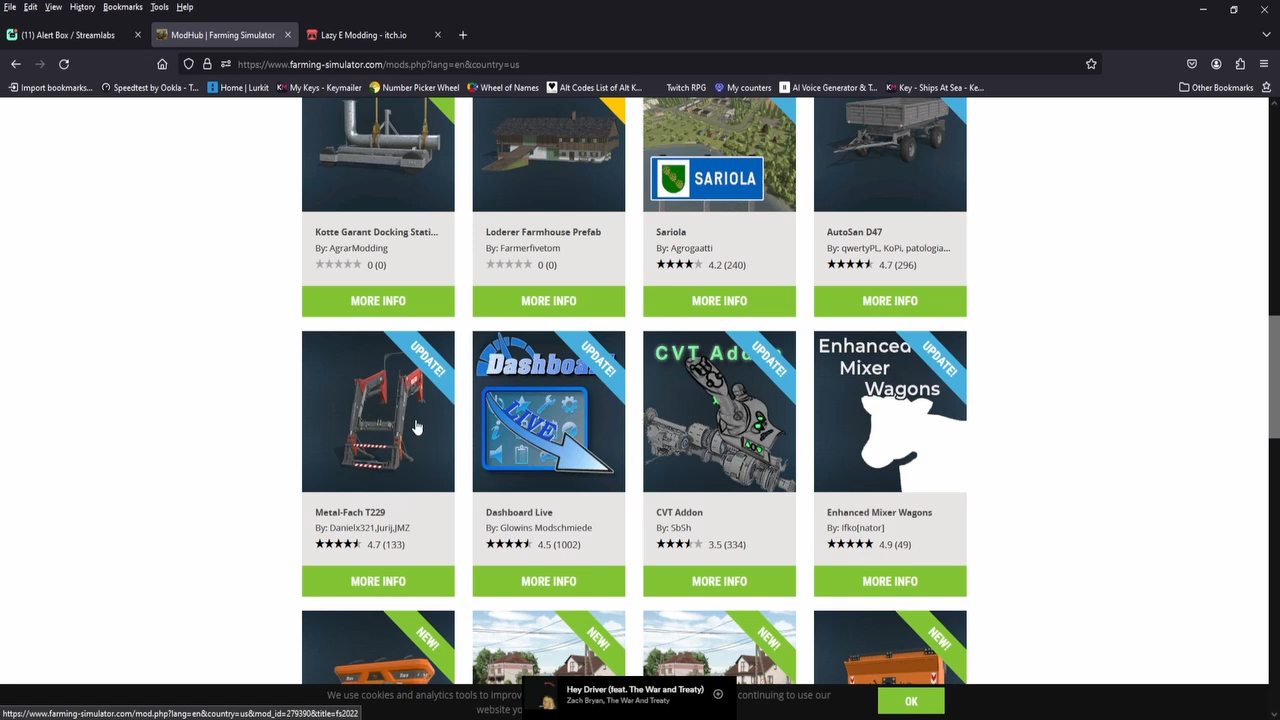 File Edit View History Bookmarks Tools Help
(11) Alert Box / Streamlabs
ModHub | Farming Simulator
Lazy E Modding - itch.io
https://www.farming-simulator.com/mods.php?lang=en&country=us
Import bookmarks... Speedtest by Ookla - T... Home | Lurkit My Keys - Keymailer Number Picker Wheel Wheel of Names Alt Codes List of Alt K... Twitch RPG My counters AI Voice Generator & T... Key - Ships At Sea - Ke... Other Bookmarks
SARIOLA
Kotte Garant Docking Stati...
By: AgrarModding
0 (0)
MORE INFO
Loderer Farmhouse Prefab
By: Farmerfivetom
0 (0)
MORE INFO
Sariola
By: Agrogaatti
4.2 (240)
MORE INFO
AutoSan D47
By: qwertyPL, KoPi, patologia...
4.7 (296)
MORE INFO
UPDATE!
Metal-Fach T229
By: Danielx321,Jurij,JMZ
4.7 (133)
MORE INFO
UPDATE!
Dashboa
LIVE
Dashboard Live
By: Glowins Modschmiede
4.5 (1002)
MORE INFO
UPDATE!
CVT Add
CVT Addon
By: SbSh
3.5 (334)
MORE INFO
UPDATE!
Enhanced
Mixer
Wagons
Enhanced Mixer Wagons
By: Ifko[nator]
4.9 (49)
MORE INFO
NEW!
NEW!
NEW!
NEW!
We use cookies and analytics tools to improv
continuing to use our
website yo
OK
Hey Driver (feat. The War and Treaty)
Zach Bryan, The War And Treaty
https://www.farming-simulator.com/mod.php?lang=en&country=us&mod_id=279390&title=fs2022